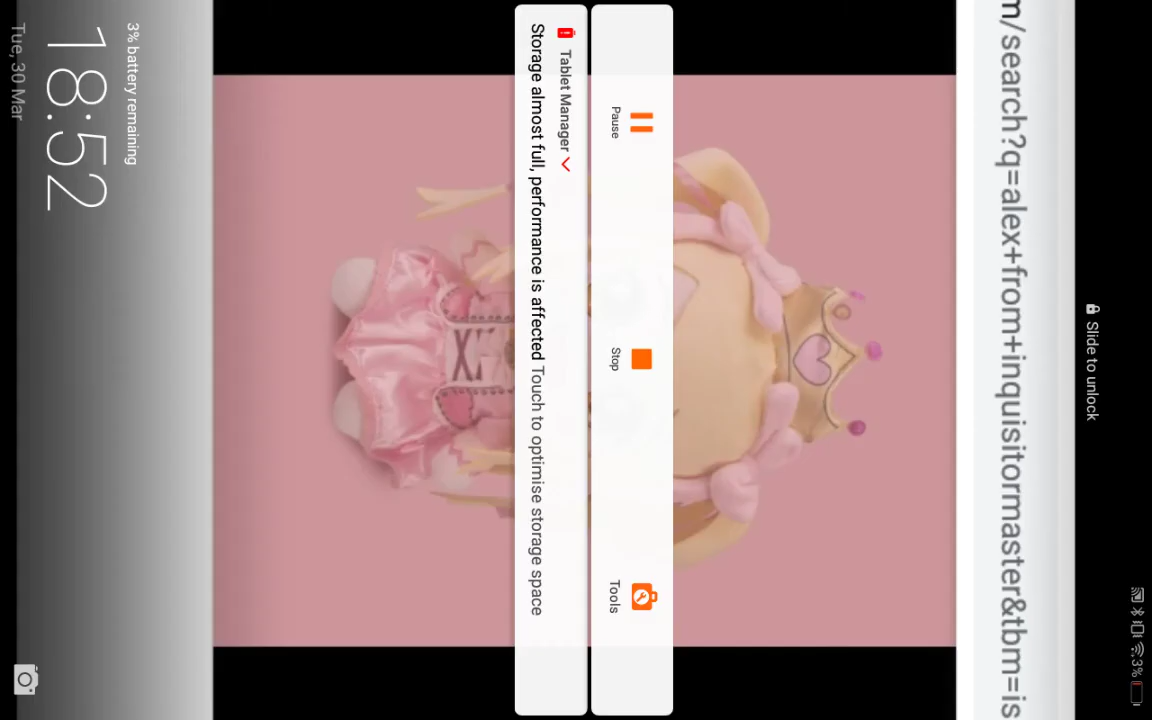 3%
m/search?q=alex+from+inquisitormaster&tbm=is
Slide to unlock
Pause
Stop
Tools
Tablet Manager
Storage almost full, performance is affected Touch to optimise storage space
3% battery remaining
18:52
Tue, 30 Mar